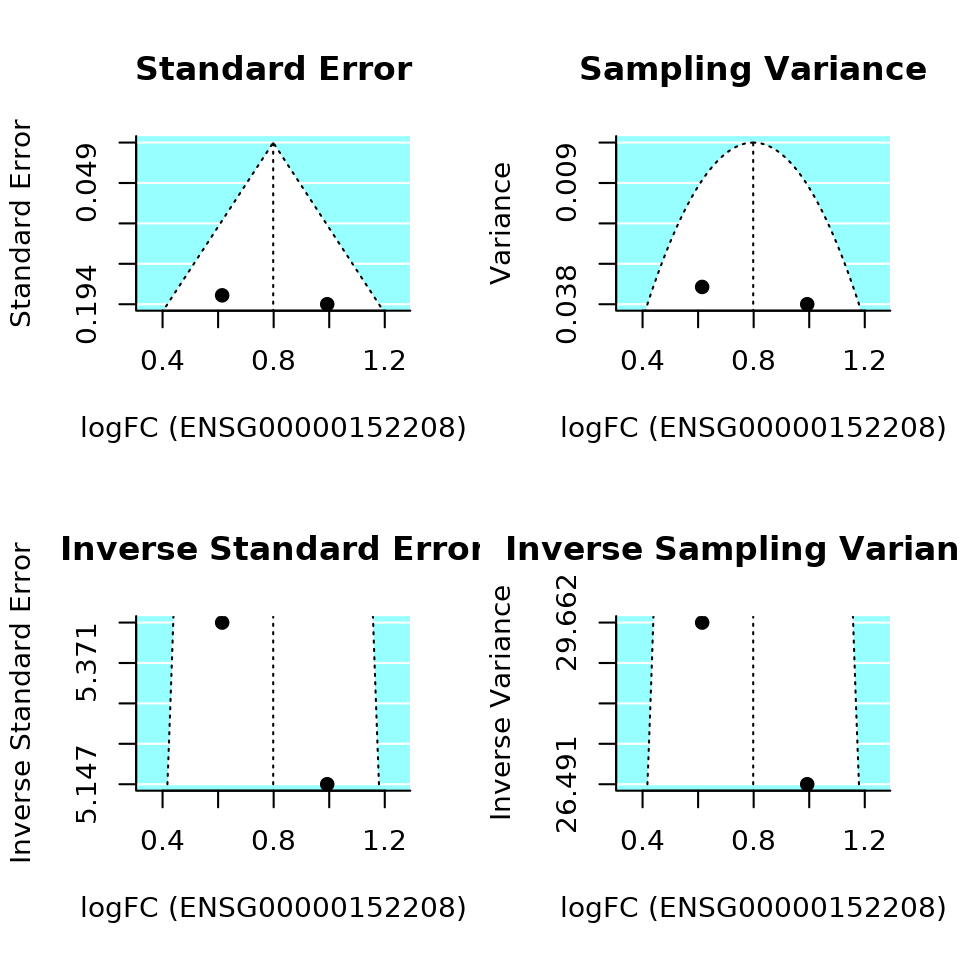 Standard Error
Standard Error
0.049
0.194
0.4 0.8 1.2
logFC (ENSG00000152208)
Sampling Variance
Variance
0.009
0.038
0.4 0.8 1.2
logFC (ENSG00000152208)
Inverse Standard Error
Inverse Standard Error
5.371
5.147
0.4 0.8 1.2
logFC (ENSG00000152208)
Inverse Sampling Varian
Inverse Variance
29.662
26.491
0.4 0.8 1.2
logFC (ENSG00000152208)